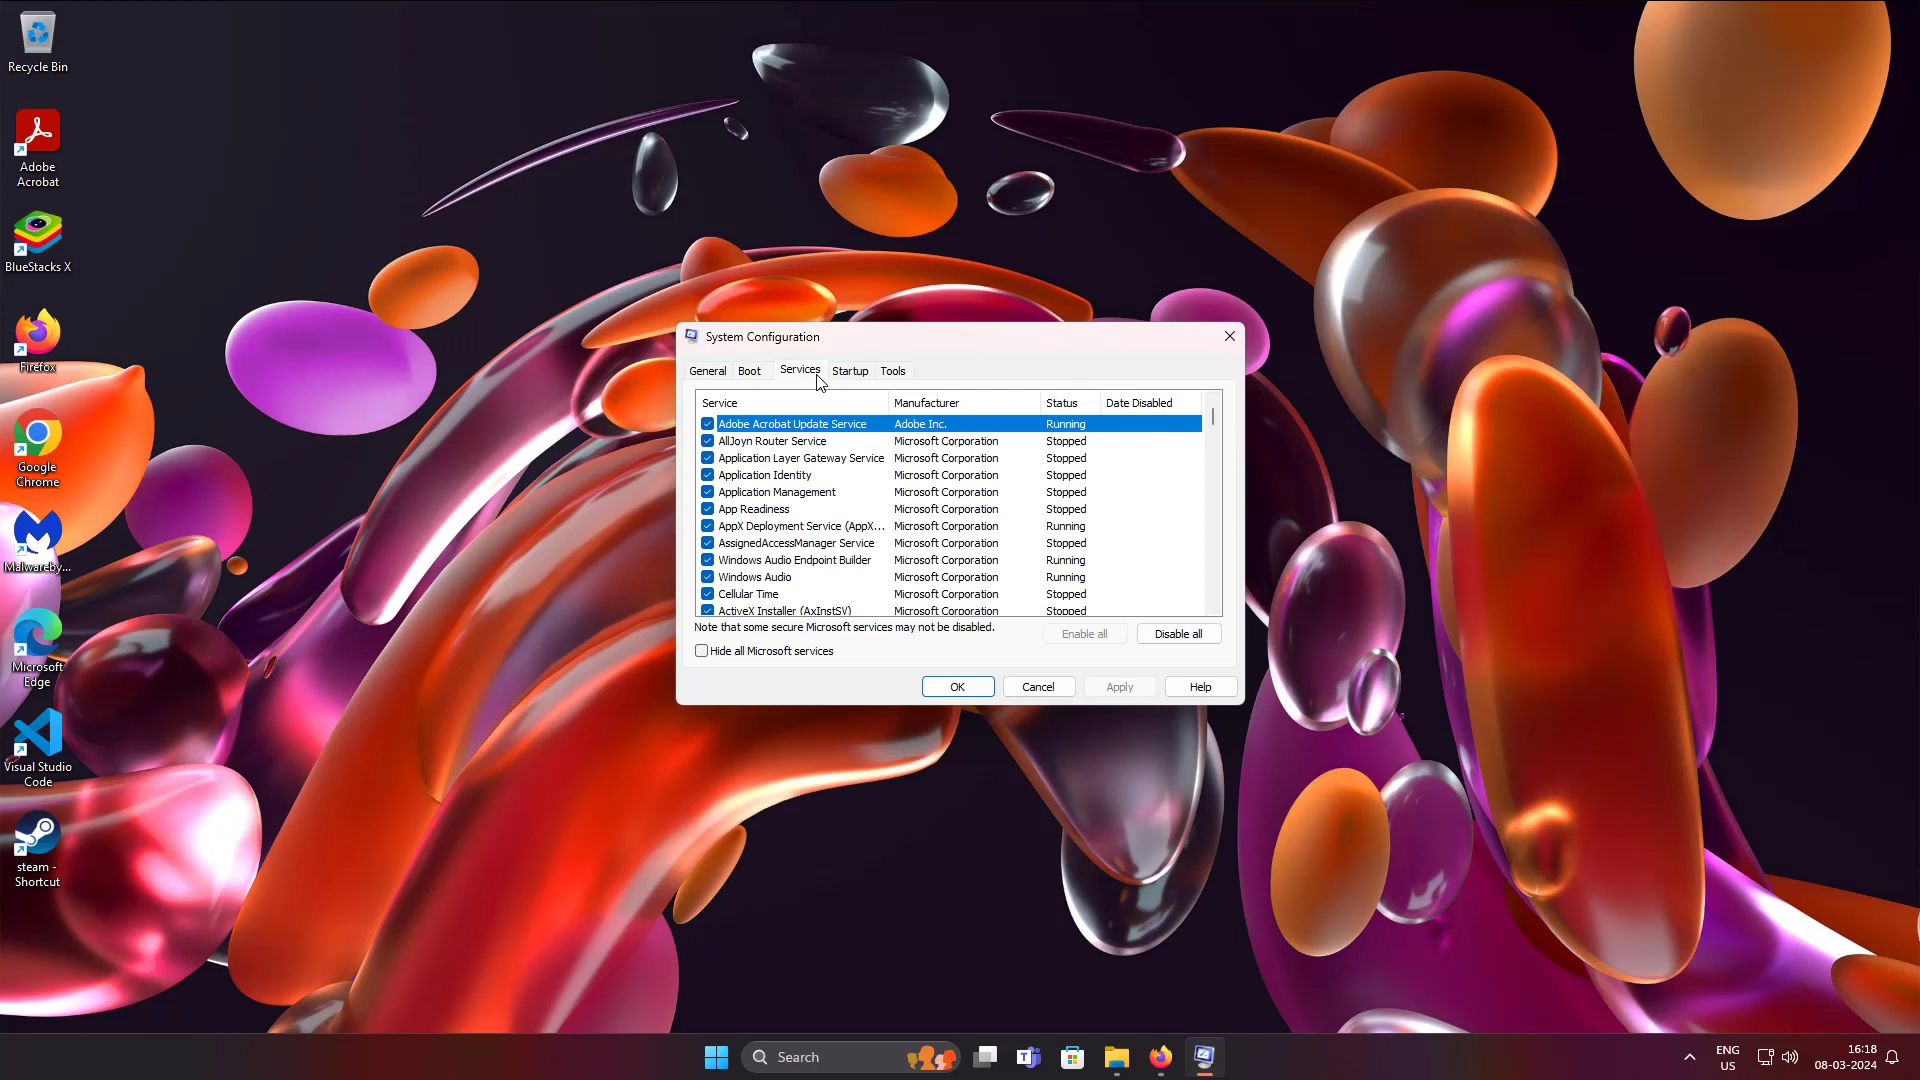 Recycle Bin
Adobe
Acrobat
BlueStacks X
Firefox
Google
Chrome
Malwareby...
Microsoft
Edge
Visual Studio
Code
steam -
Shortcut
System Configuration
General Boot Services Startup Tools
Service Manufacturer Status Date Disabled
Adobe Acrobat Update Service Adobe Inc. Running
AllJoyn Router Service Microsoft Corporation Stopped
Application Layer Gateway Service Microsoft Corporation Stopped
Application Identity Microsoft Corporation Stopped
Application Management Microsoft Corporation Stopped
App Readiness Microsoft Corporation Stopped
AppX Deployment Service (AppX... Microsoft Corporation Running
AssignedAccessManager Service Microsoft Corporation Stopped
Windows Audio Endpoint Builder Microsoft Corporation Running
Windows Audio Microsoft Corporation Running
Cellular Time Microsoft Corporation Stopped
ActiveX Installer (AxInstSV) Microsoft Corporation Stopped
Note that some secure Microsoft services may not be disabled.
Enable all Disable all
Hide all Microsoft services
OK Cancel Apply Help
Search
ENG
US
16:18
08-03-2024